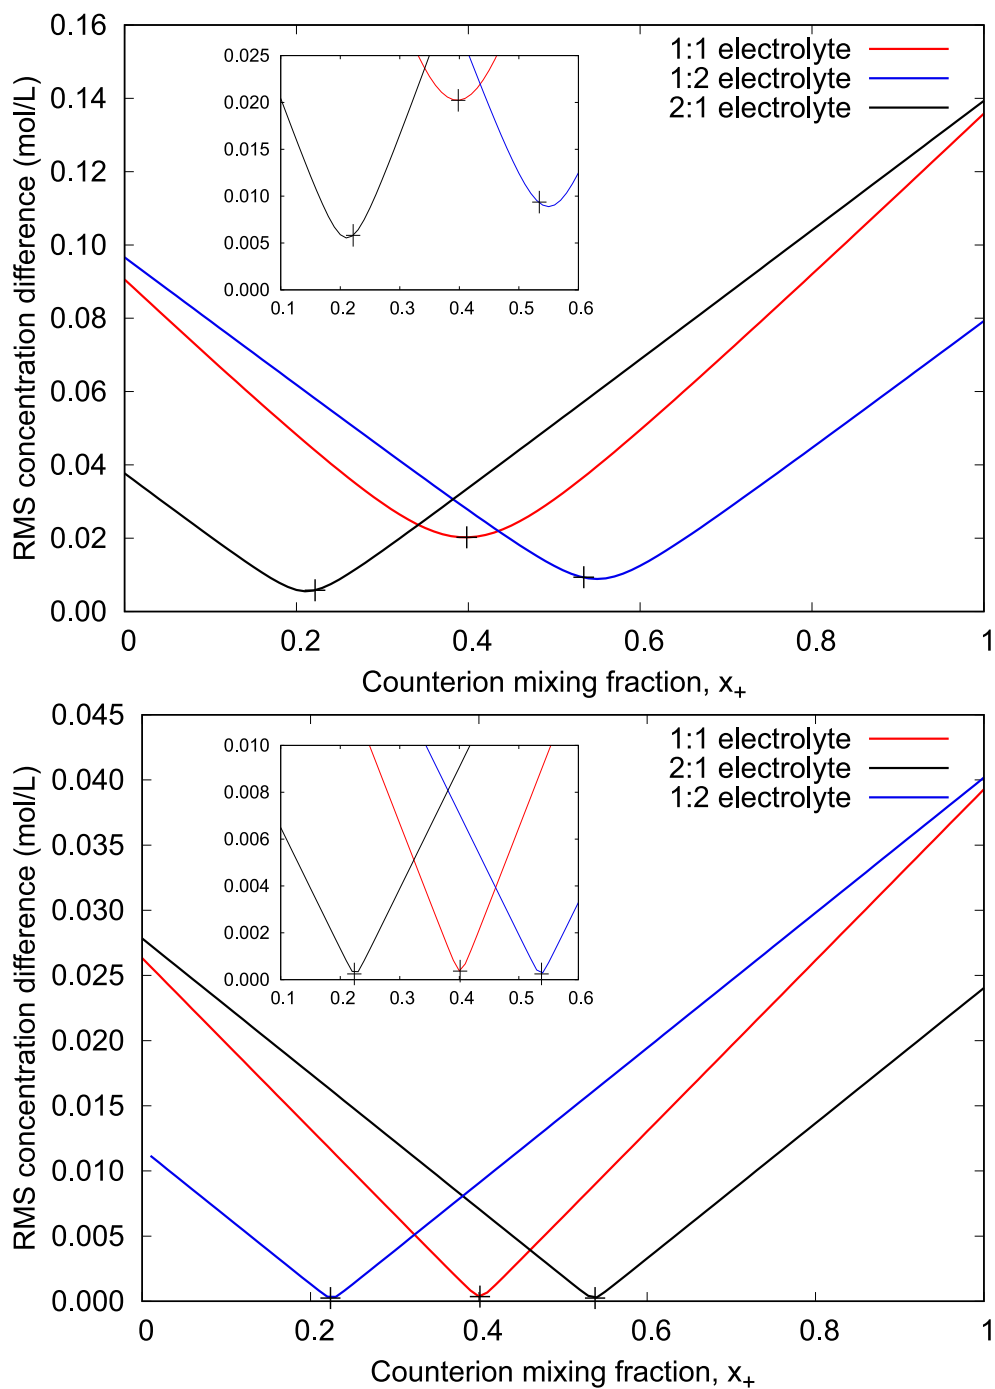 0.16
0.14
0.12
0.10
0.08
0.06
0.04
0.02
0.00
RMS concentration difference (mol/L)
1:1 electrolyte
1:2 electrolyte
2:1 electrolyte
0.025
0.020
0.015
0.010
0.005
0.000
0.1 0.2 0.3 0.4 0.5 0.6
0 0.2 0.4 0.6 0.8 1
Counterion mixing fraction, x₊
0.045
0.040
0.035
0.030
0.025
0.020
0.015
0.010
0.005
0.000
RMS concentration difference (mol/L)
1:1 electrolyte
2:1 electrolyte
1:2 electrolyte
0.010
0.008
0.006
0.004
0.002
0.000
0.1 0.2 0.3 0.4 0.5 0.6
0 0.2 0.4 0.6 0.8 1
Counterion mixing fraction, x₊